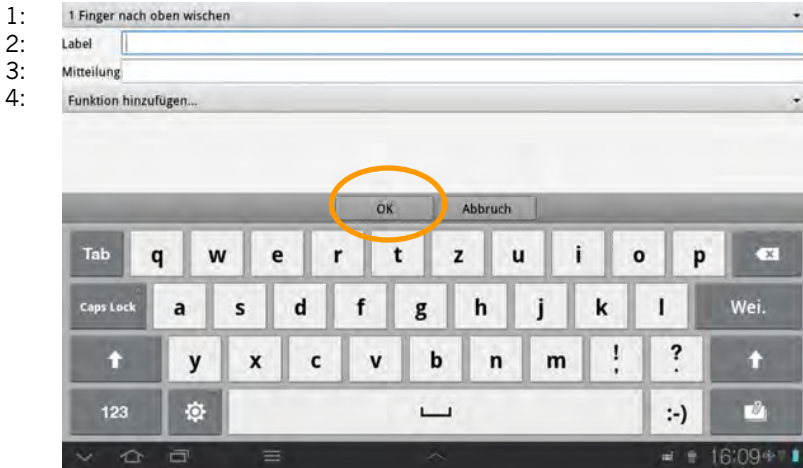 1: 1 Finger nach oben wischen
2: Label
3: Mitteilung
4: Funktion hinzufügen...
OK Abbruch
Tab q w e r t z u i o p
Caps Lock a s d f g h j k l Wei.
y x c v b n m ! , ? .
123 :-)
16:09